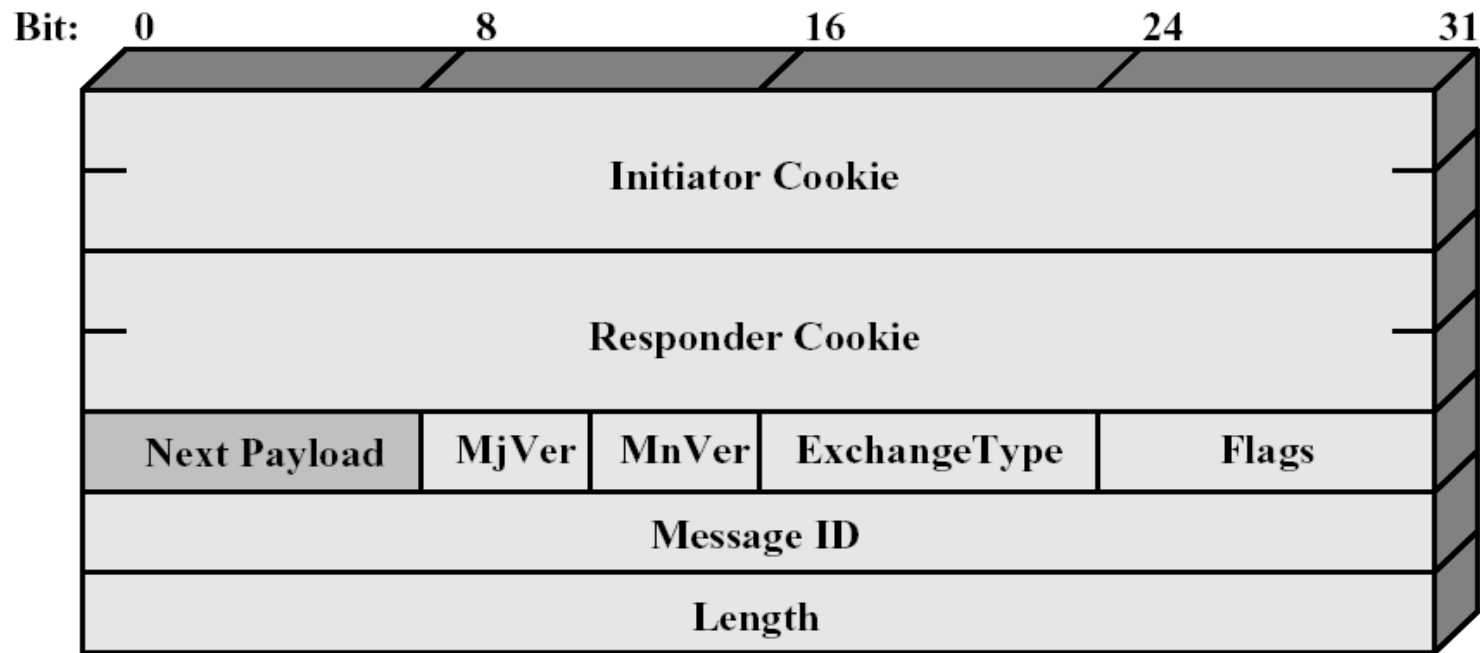 Bit: 0 8 16 24 31
Initiator Cookie
Responder Cookie
Next Payload MjVer MnVer ExchangeType Flags
Message ID
Length